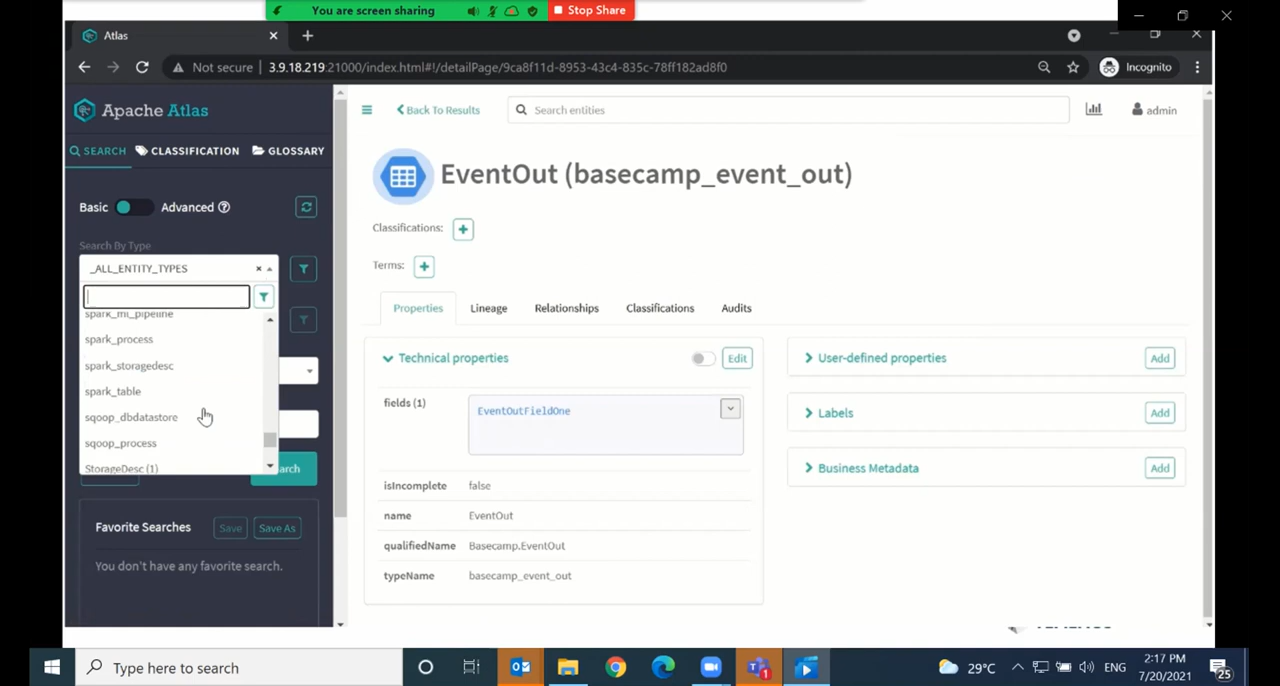 You are screen sharing
Stop Share
Atlas
Not secure 3.9.18.219:21000/index.html#!/detailPage/9ca8f11d-8953-43c4-835c-78ff182ad8f0
Incognito
Apache Atlas
Back To Results
Search entities
admin
SEARCH CLASSIFICATION GLOSSARY
EventOut (basecamp_event_out)
Basic Advanced
Classifications:
Search By Type
_ALL_ENTITY_TYPES
Terms:
spark_ml_pipeline
spark_process
spark_storagedesc
spark_table
sqoop_dbdatastore
sqoop_process
StorageDesc (1)
arch
Properties Lineage Relationships Classifications Audits
Technical properties
Edit
fields (1)
EventOutFieldOne
isIncomplete false
name EventOut
qualifiedName Basecamp.EventOut
typeName basecamp_event_out
User-defined properties Add
Labels Add
Business Metadata Add
Favorite Searches Save Save As
You don't have any favorite search.
Type here to search
1
29°C
ENG
2:17 PM
7/20/2021
25